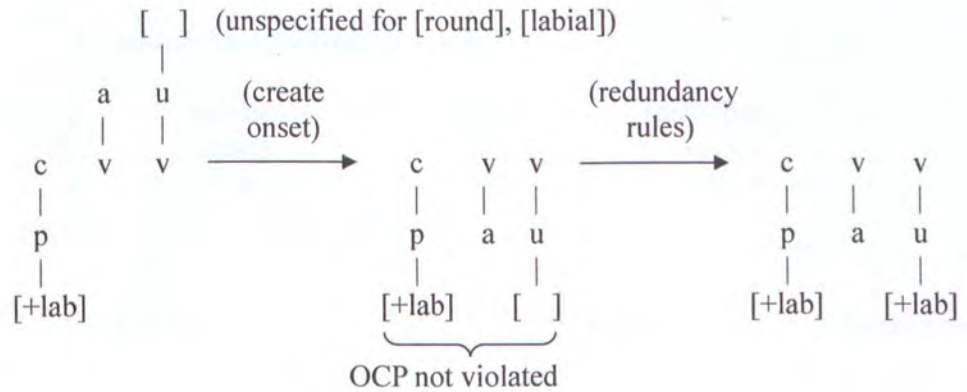 [ ] (unspecified for [round], [labial])
a u (create (redundancy
onset) rules)
c v v c v v c v v
p p a u p a u
[+lab] [+lab] [ ] [+lab] [+lab]
OCP not violated